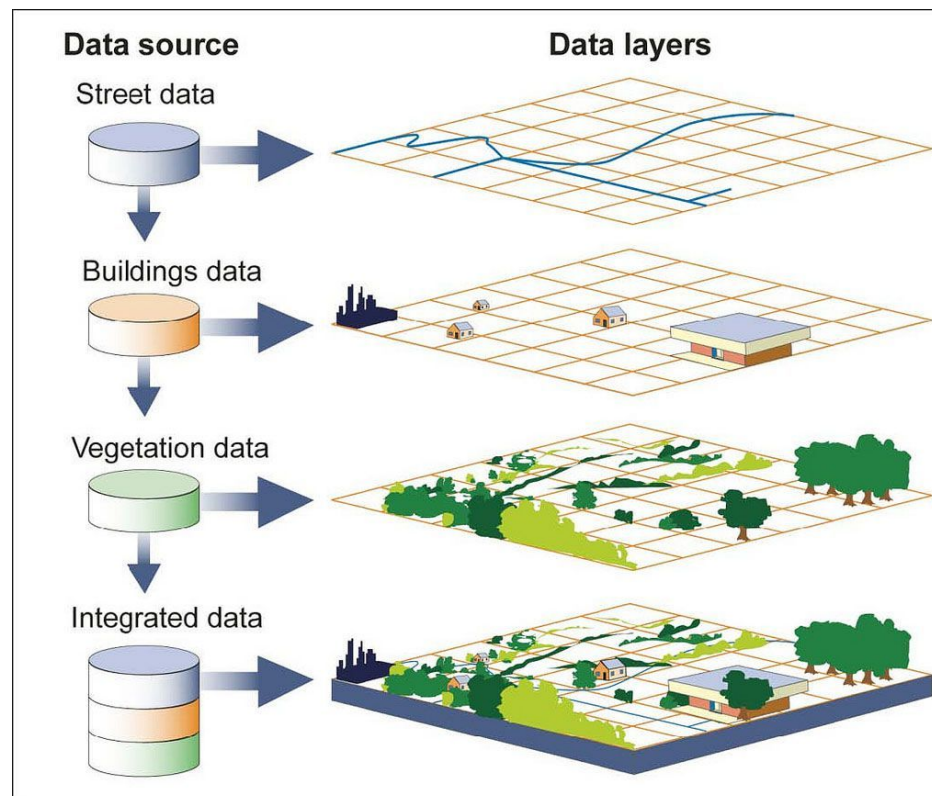 Data source
Data layers
Street data
Buildings data
Vegetation data
Integrated data